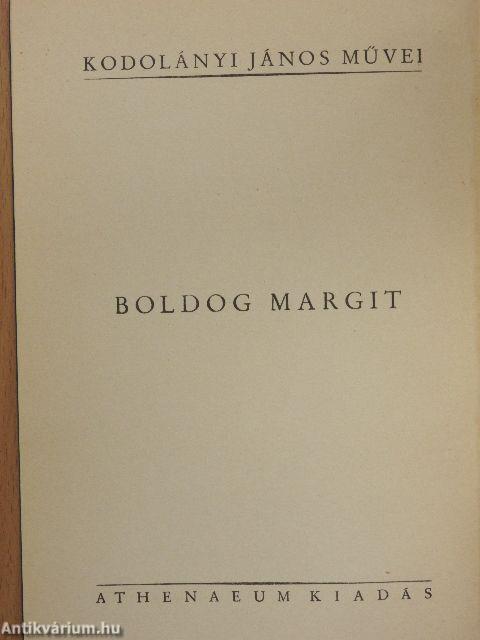 KODOLÁNYI JÁNOS MŰVEI
BOLDOG MARGIT
ATHENAEUM KIADÁS
Antikvárium.hu